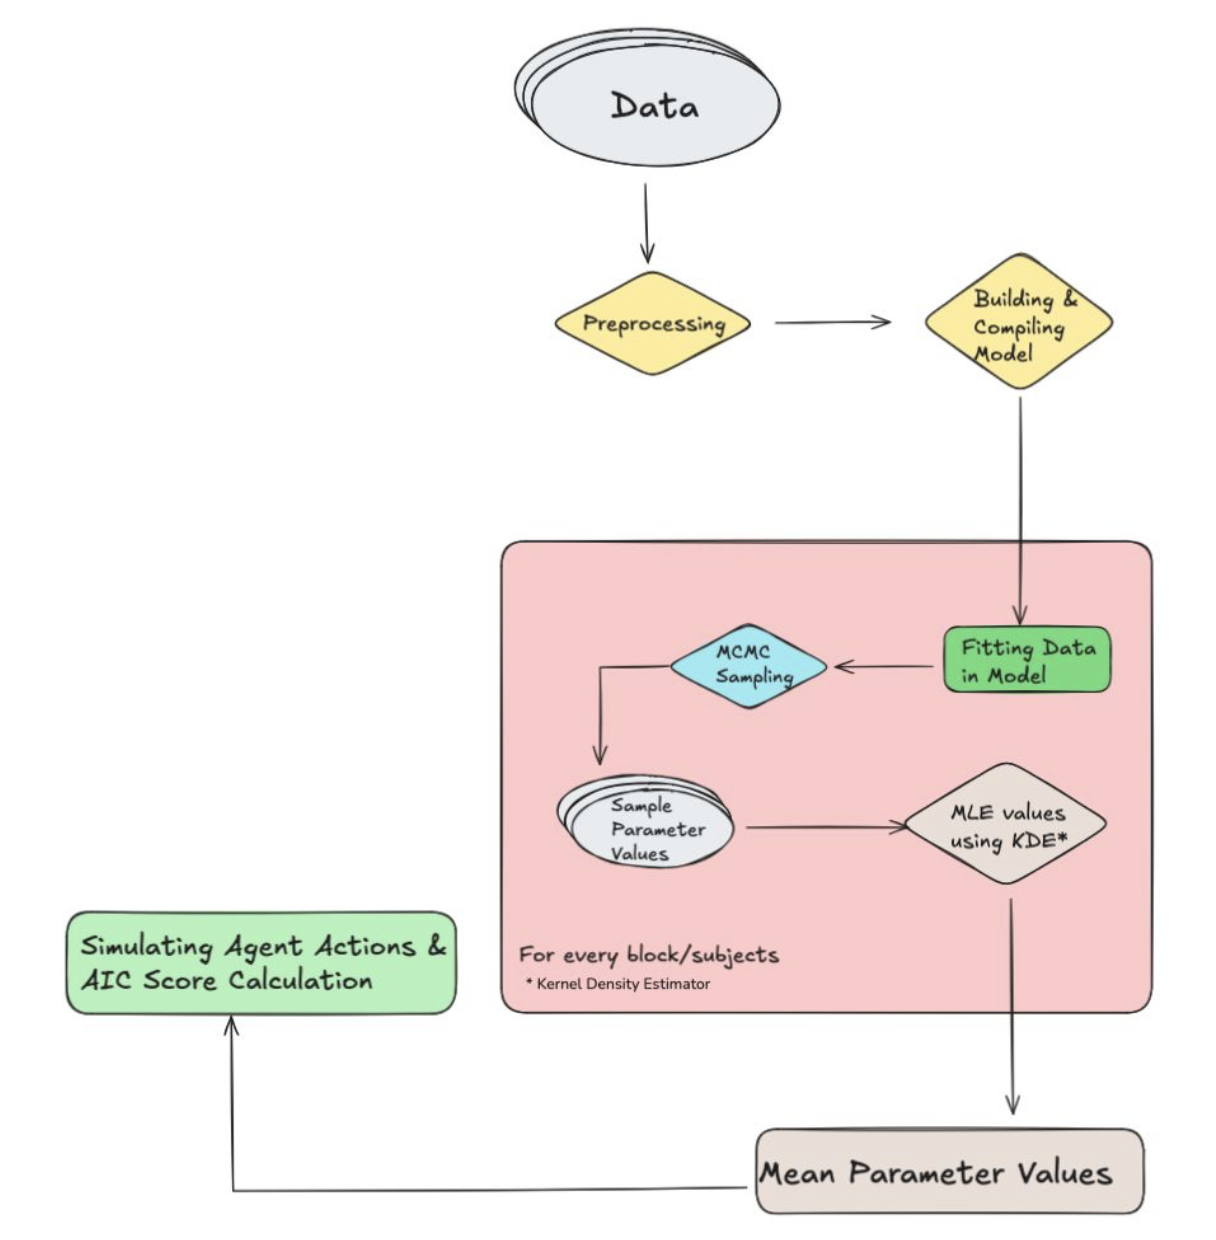 Data
Preprocessing
Building &
Compiling
Model
Fitting Data
in Model
MCMC
Sampling
Sample
Parameter
Values
MLE values
using KDE*
For every block/subjects
* Kernel Density Estimator
Simulating Agent Actions &
AIC Score Calculation
Mean Parameter Values